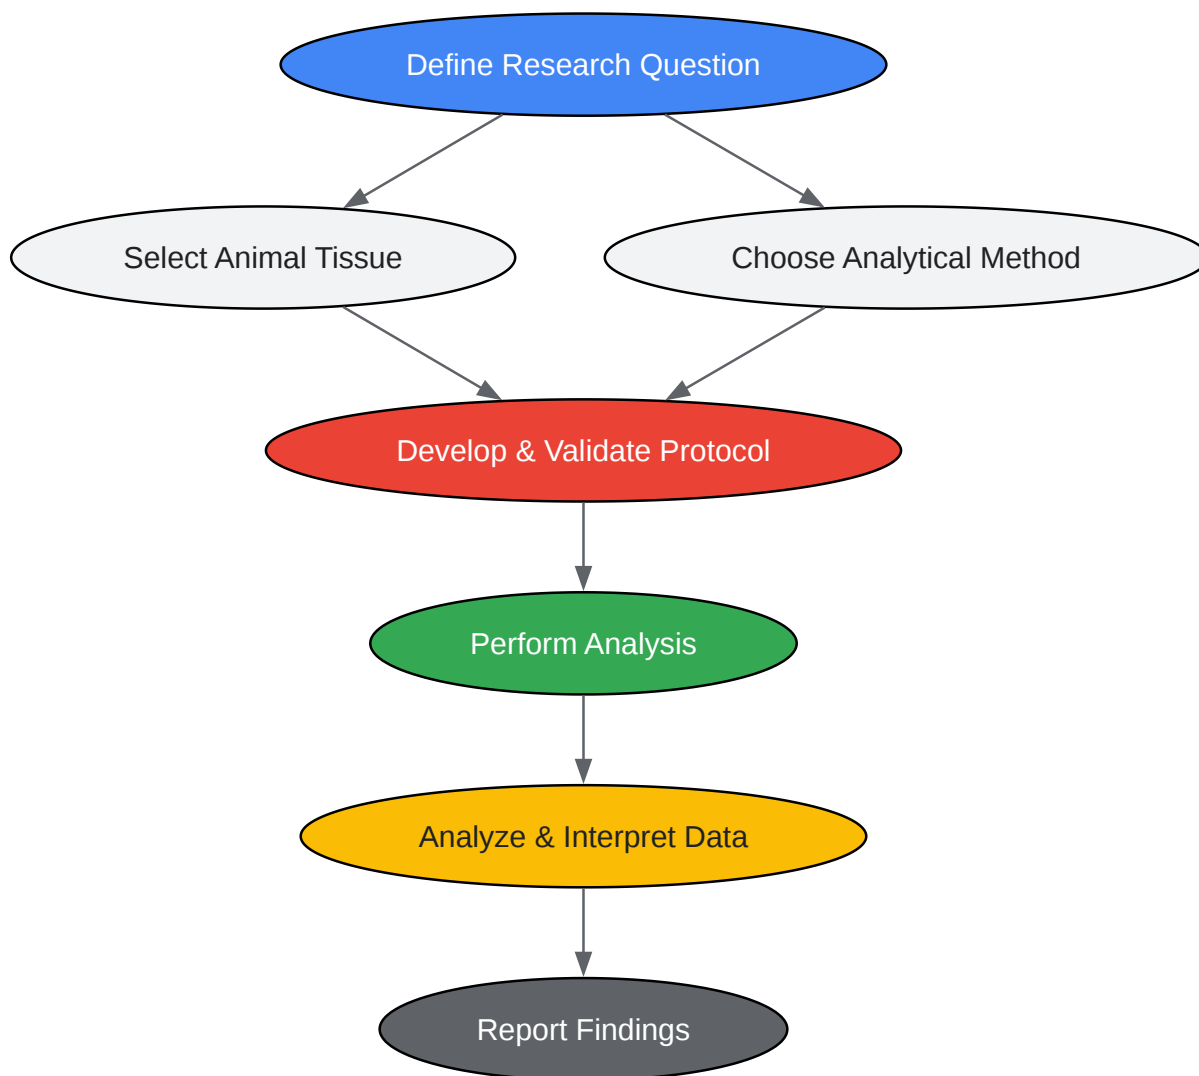 Define Research Question
Select Animal Tissue
Choose Analytical Method
Develop & Validate Protocol
Perform Analysis
Analyze & Interpret Data
Report Findings